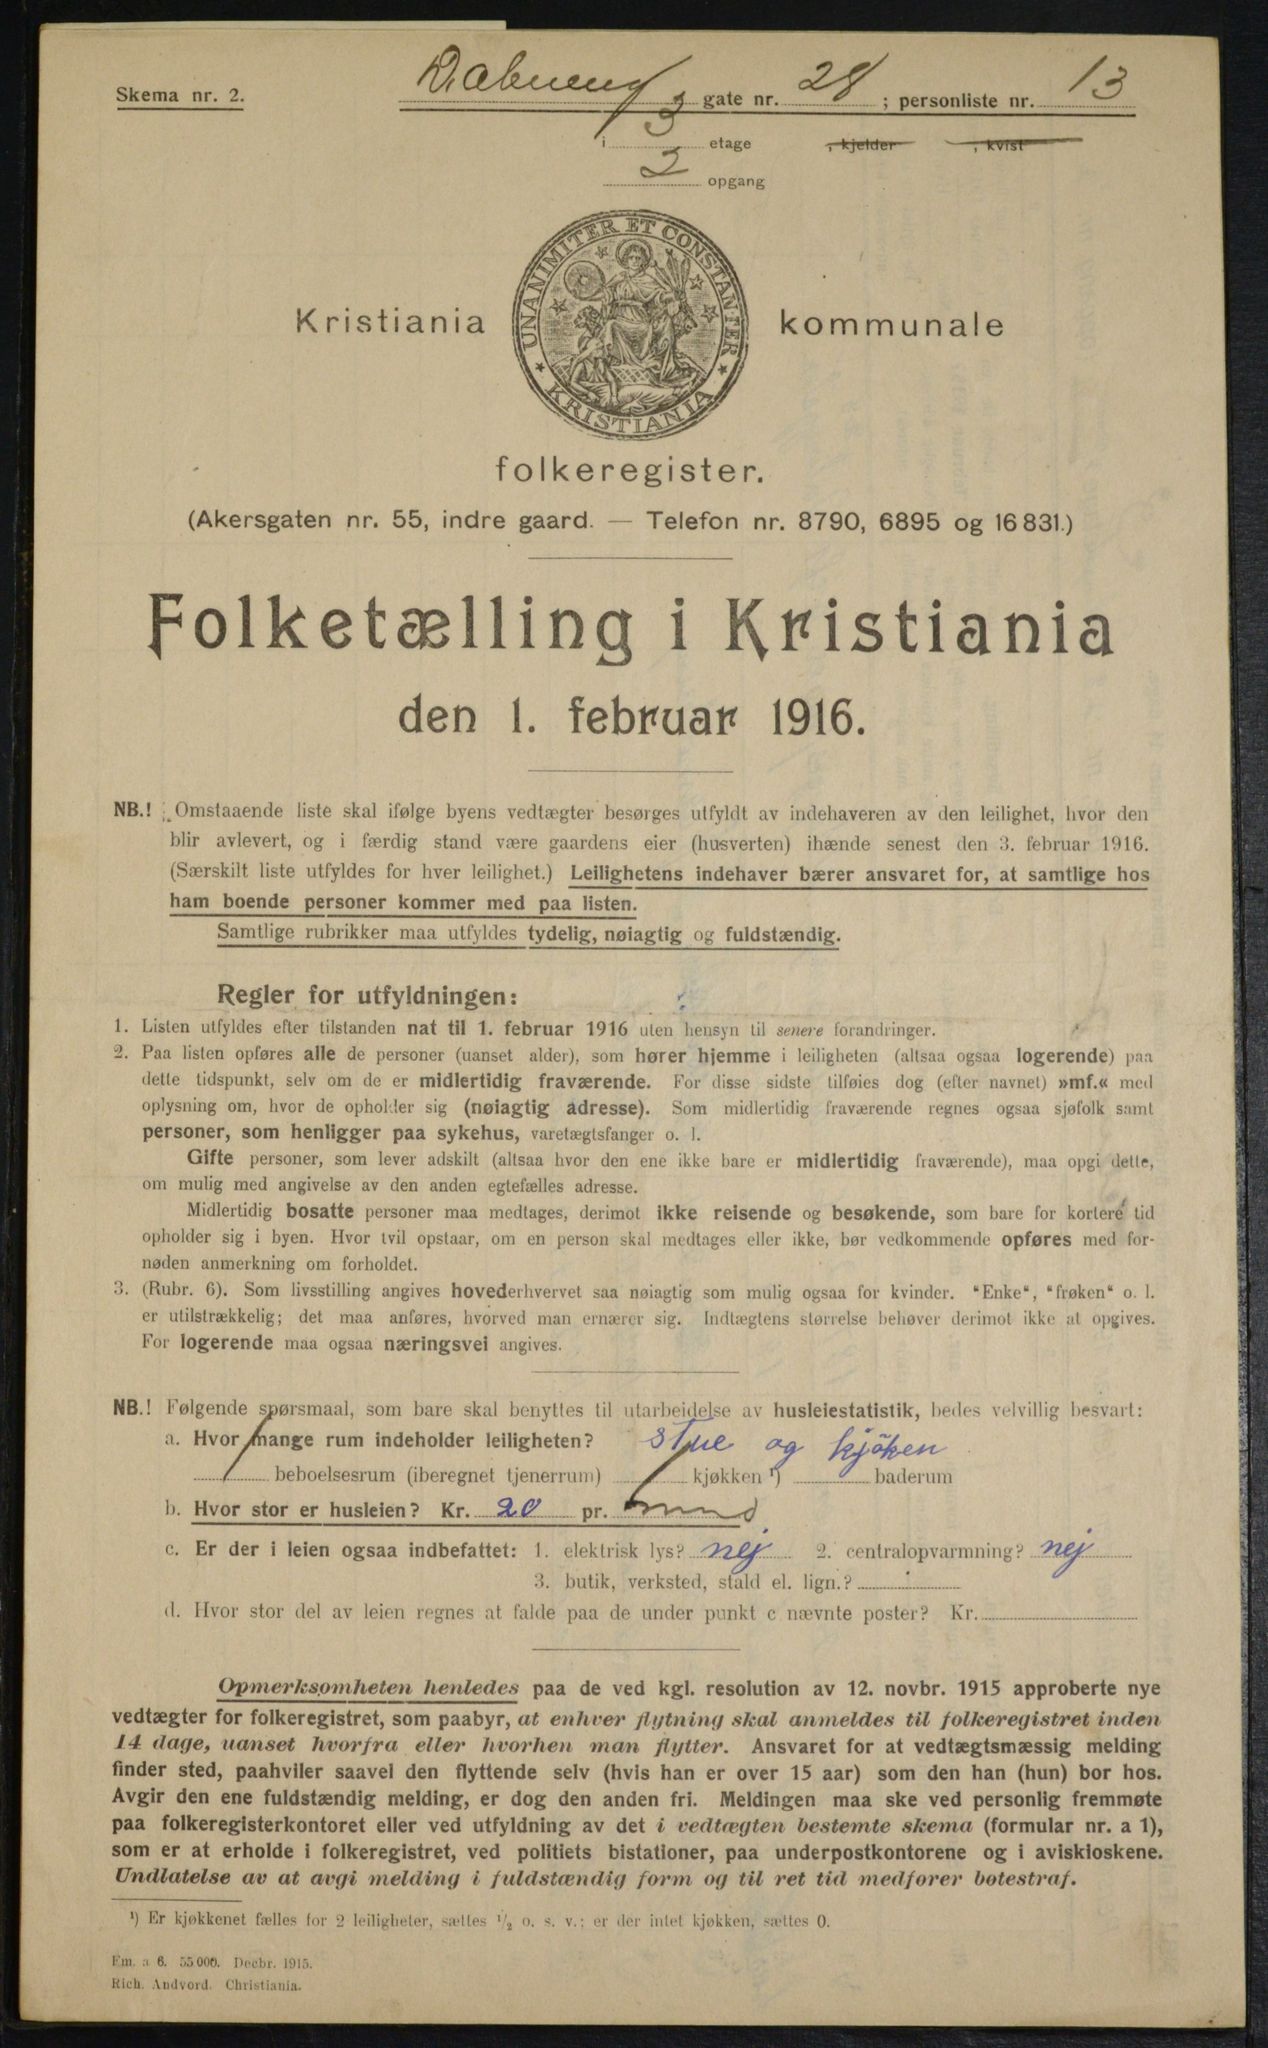 Skema nr. 2.
gate nr. 28 ; personliste nr. 13
i 3 etage , kjelder , kvist
2 opgang
UNANIMITER ET CONSTANTER
KRISTIANIA
Kristiania kommunale
folkeregister.
(Akersgaten nr. 55, indre gaard. — Telefon nr. 8790, 6895 og 16 831.)
Folketælling i Kristiania
den 1. februar 1916.
NB.! Omstaaende liste skal ifølge byens vedtægter besørges utfyldt av indehaveren av den leilighet, hvor den
blir avlevert, og i færdig stand være gaardens eier (husverten) ihænde senest den 3. februar 1916.
(Særskilt liste utfyldes for hver leilighet.) Leilighetens indehaver bærer ansvaret for, at samtlige hos
ham boende personer kommer med paa listen.
Samtlige rubrikker maa utfyldes tydelig, nøiagtig og fuldstændig.
Regler for utfyldningen:
1. Listen utfyldes efter tilstanden nat til 1. februar 1916 uten hensyn til senere forandringer.
2. Paa listen opføres alle de personer (uanset alder), som hører hjemme i leiligheten (altsaa ogsaa logerende) paa
dette tidspunkt, selv om de er midlertidig fraværende. For disse sidste tilføies dog (efter navnet) »mf.« med
oplysning om, hvor de opholder sig (nøiagtig adresse). Som midlertidig fraværende regnes ogsaa sjøfolk samt
personer, som henligger paa sykehus, varetægtsfanger o. l.
Gifte personer, som lever adskilt (altsaa hvor den ene ikke bare er midlertidig fraværende), maa opgi dette,
om mulig med angivelse av den anden egtefælles adresse.
Midlertidig bosatte personer maa medtages, derimot ikke reisende og besøkende, som bare for kortere tid
opholder sig i byen. Hvor tvil opstaar, om en person skal medtages eller ikke, bør vedkommende opføres med for-
nøden anmerkning om forholdet.
3. (Rubr. 6). Som livsstilling angives hovederhvervet saa nøiagtig som mulig ogsaa for kvinder. "Enke", "frøken" o. l.
er utilstrækkelig; det maa anføres, hvorved man ernærer sig. Indtægtens størrelse behøver derimot ikke at opgives.
For logerende maa ogsaa næringsvei angives.
NB.! Følgende spørsmaal, som bare skal benyttes til utarbeidelse av husleiestatistik, bedes velvillig besvart:
a. Hvor mange rum indeholder leiligheten? stue og kjöken
beboelsesrum (iberegnet tjenerrum) kjøkken ¹) baderum
b. Hvor stor er husleien? Kr. 20 pr. mnd
c. Er der i leien ogsaa indbefattet: 1. elektrisk lys? nej 2. centralopvarmning? nej
3. butik, verksted, stald el. lign.?
d. Hvor stor del av leien regnes at falde paa de under punkt c nævnte poster? Kr.
Opmerksomheten henledes paa de ved kgl. resolution av 12. novbr. 1915 approberte nye
vedtægter for folkeregistret, som paabyr, at enhver flytning skal anmeldes til folkeregistret inden
14 dage, uanset hvorfra eller hvorhen man flytter. Ansvaret for at vedtægtsmæssig melding
finder sted, paahviler saavel den flyttende selv (hvis han er over 15 aar) som den han (hun) bor hos.
Avgir den ene fuldstændig melding, er dog den anden fri. Meldingen maa ske ved personlig fremmøte
paa folkeregisterkontoret eller ved utfyldning av det i vedtægten bestemte skema (formular nr. a 1),
som er at erholde i folkeregistret, ved politiets bistationer, paa underpostkontorene og i aviskioskene.
Undlatelse av at avgi melding i fuldstændig form og til ret tid medfører bøtestraf.
¹) Er kjøkkenet fælles for 2 leiligheter, sættes ¹/₂ o. s. v.; er der intet kjøkken, sættes 0.
Em. a 6. 55 000. Decbr. 1915.
Rich. Andvord. Christiania.